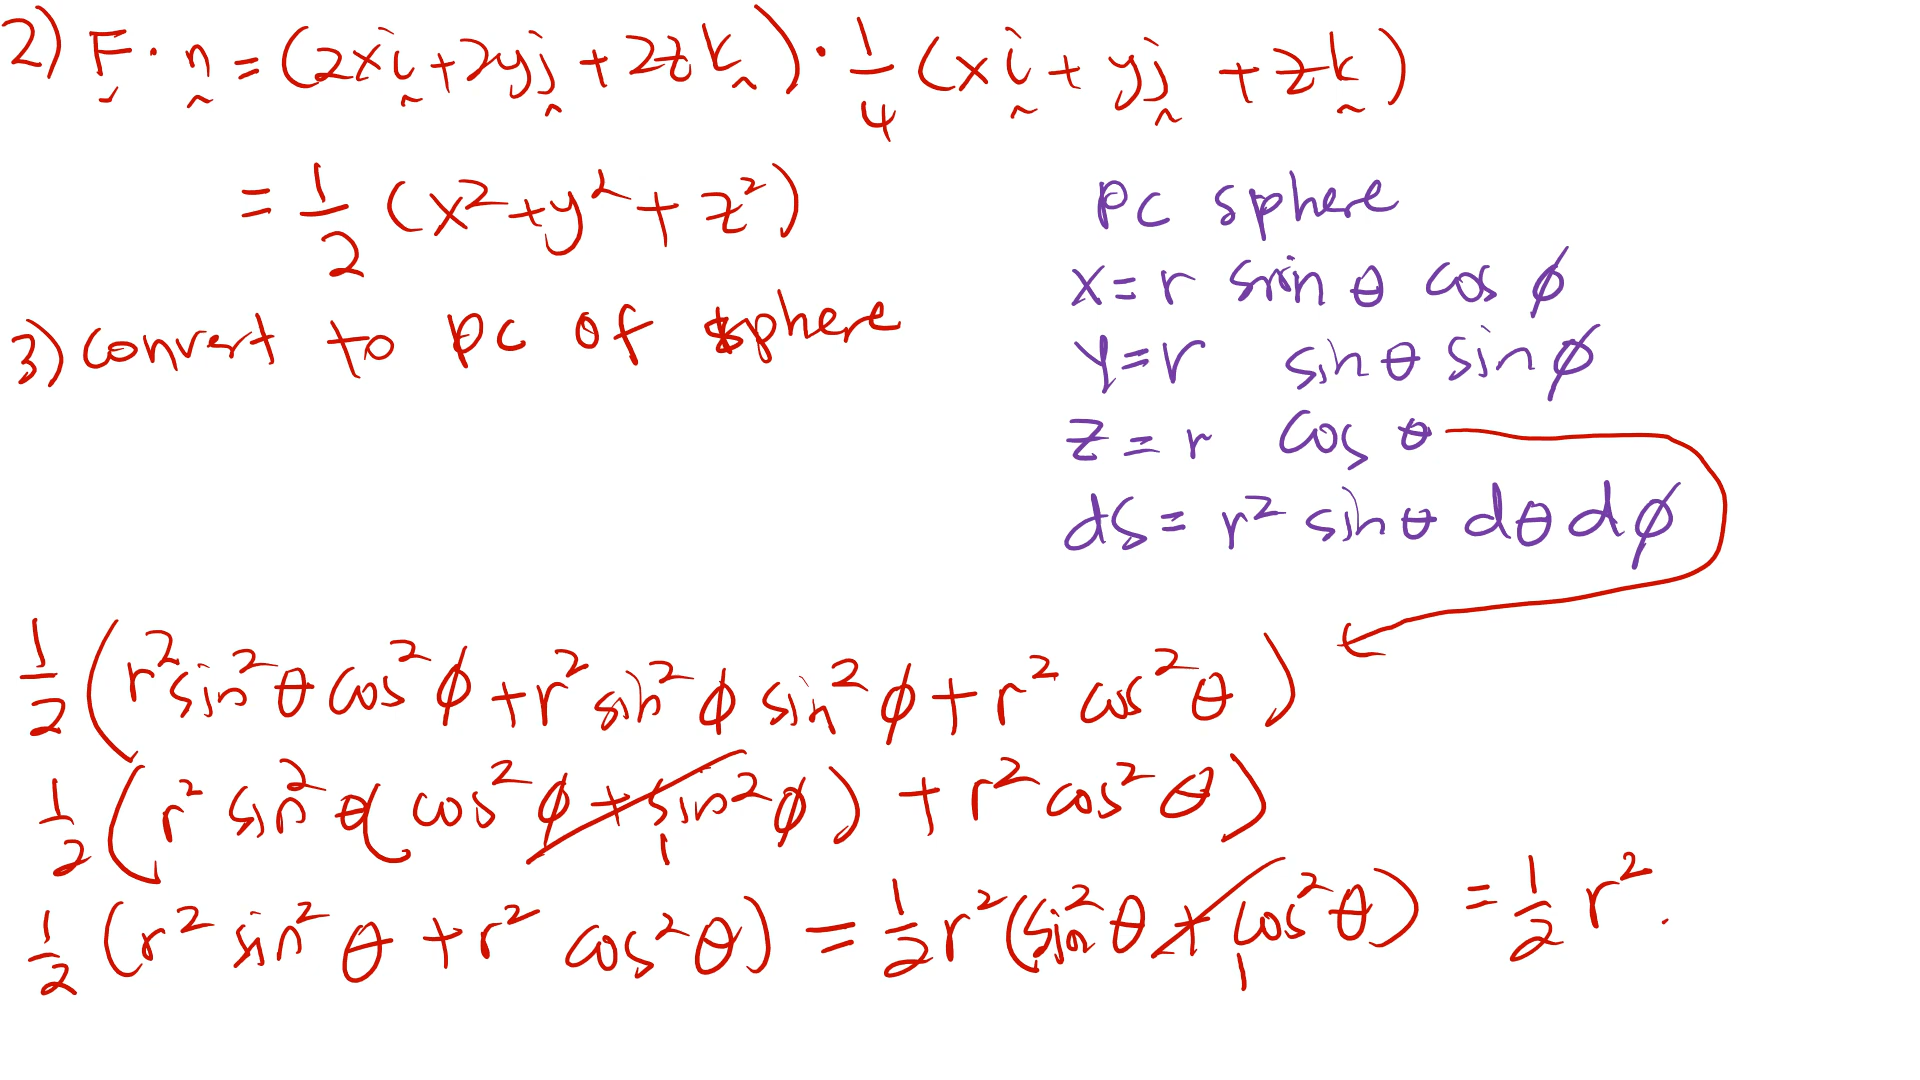 2) F · n = (2xi + 2yj + 2zk) · 1/4 (xi + yj + zk)
= 1/2 (x² + y² + z²)
3) convert to pc of sphere
pc sphere
x = r sin θ cos ϕ
y = r sin θ sin ϕ
z = r cos θ
ds = r² sin θ dθ dϕ
1/2 (r² sin² θ cos² ϕ + r² sin² ϕ sin² ϕ + r² cos² θ)
1/2 (r² sin² θ (cos² ϕ + sin² ϕ) + r² cos² θ)
1
1/2 (r² sin² θ + r² cos² θ) = 1/2 r² (sin² θ + cos² θ) = 1/2 r².
1